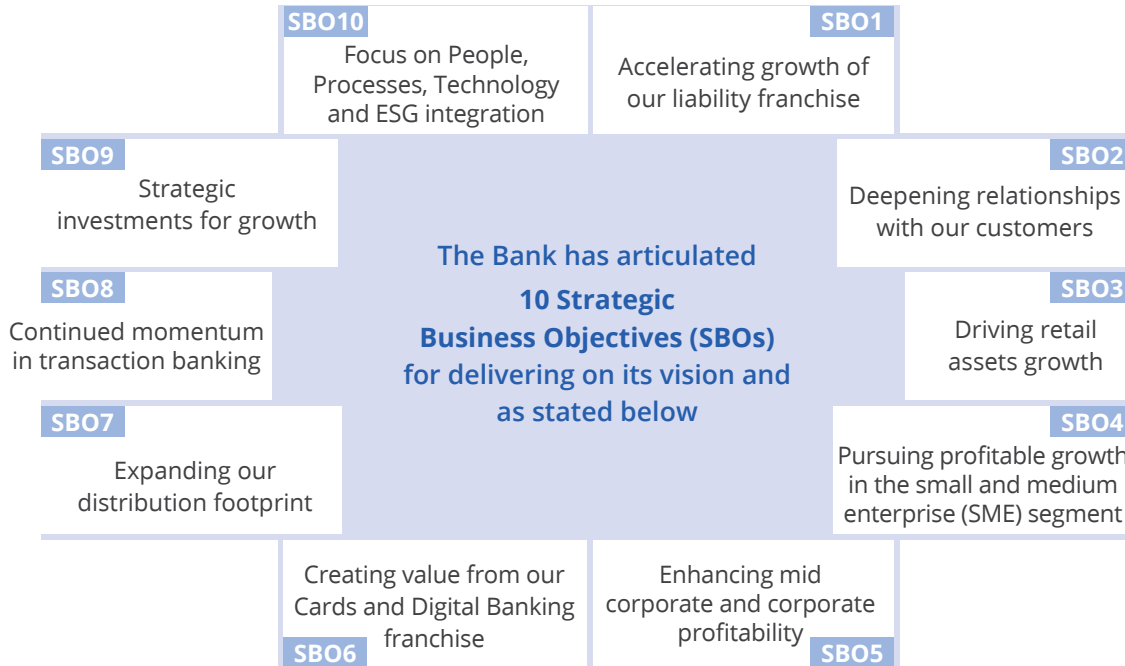 SBO10
Focus on People,
Processes, Technology
and ESG integration
SBO1
Accelerating growth of
our liability franchise
SBO9
Strategic
investments for growth
SBO2
Deepening relationships
with our customers
The Bank has articulated
10 Strategic
Business Objectives (SBOs)
for delivering on its vision and
as stated below
SBO8
Continued momentum
in transaction banking
SBO3
Driving retail
assets growth
SBO7
Expanding our
distribution footprint
SBO4
Pursuing profitable growth
in the small and medium
enterprise (SME) segment
Creating value from our
Cards and Digital Banking
franchise
SBO6
Enhancing mid
corporate and corporate
profitability
SBO5